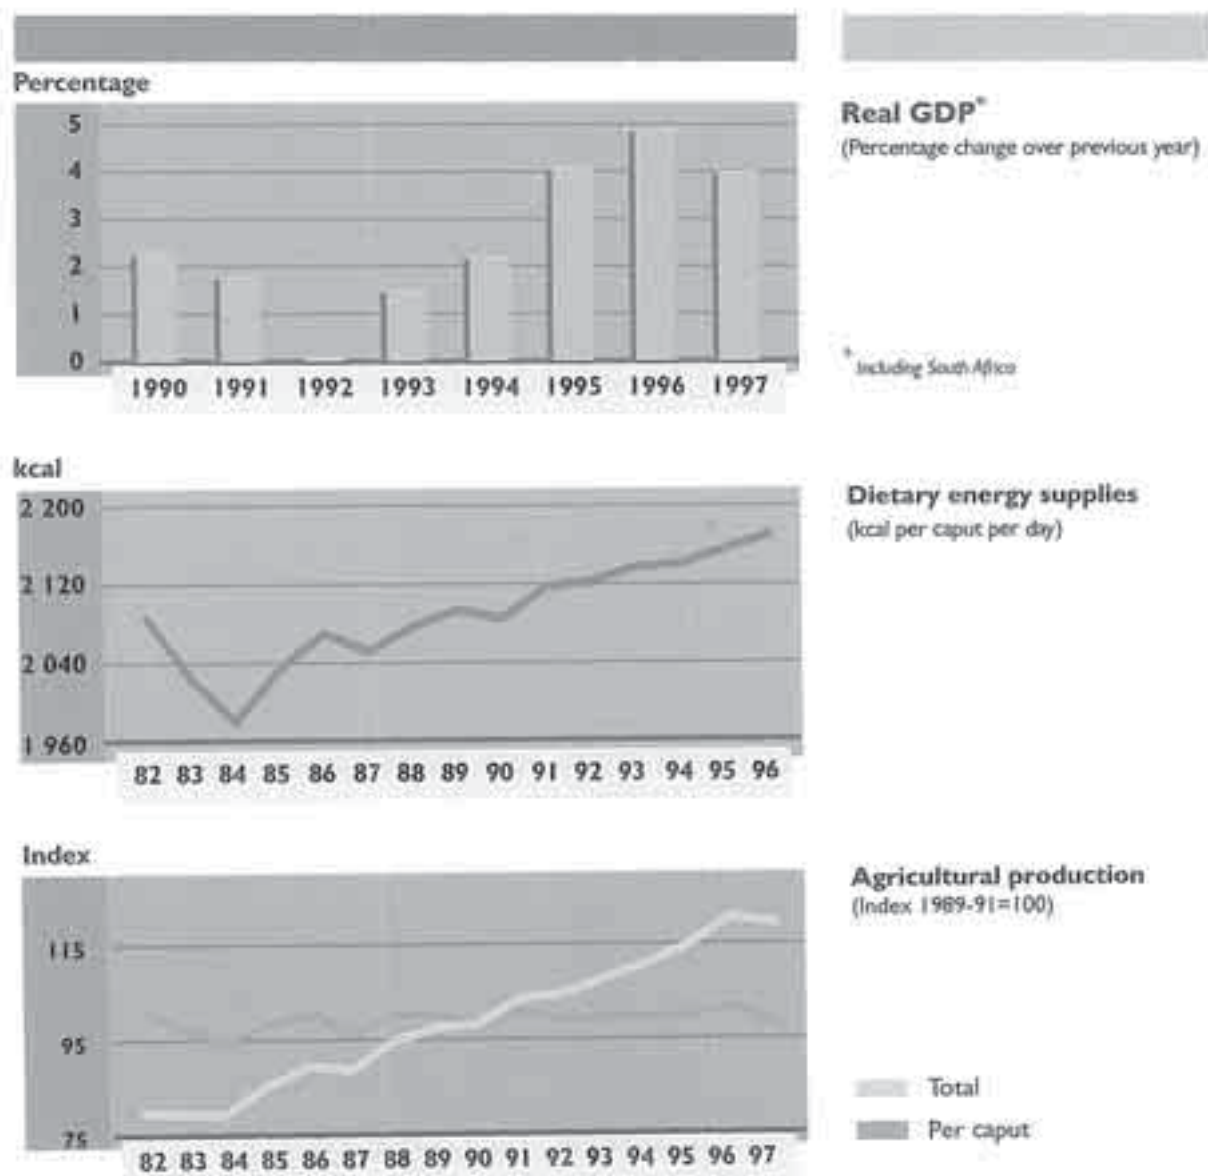 Percentage
5
4
3
2
1
0
1990 1991 1992 1993 1994 1995 1996 1997
Real GDP*
(Percentage change over previous year)
* Including South Africa
kcal
2 200
2 120
2 040
1 960
82 83 84 85 86 87 88 89 90 91 92 93 94 95 96
Dietary energy supplies
(kcal per caput per day)
Index
115
95
75
82 83 84 85 86 87 88 89 90 91 92 93 94 95 96 97
Agricultural production
(Index 1989-91=100)
Total
Per caput